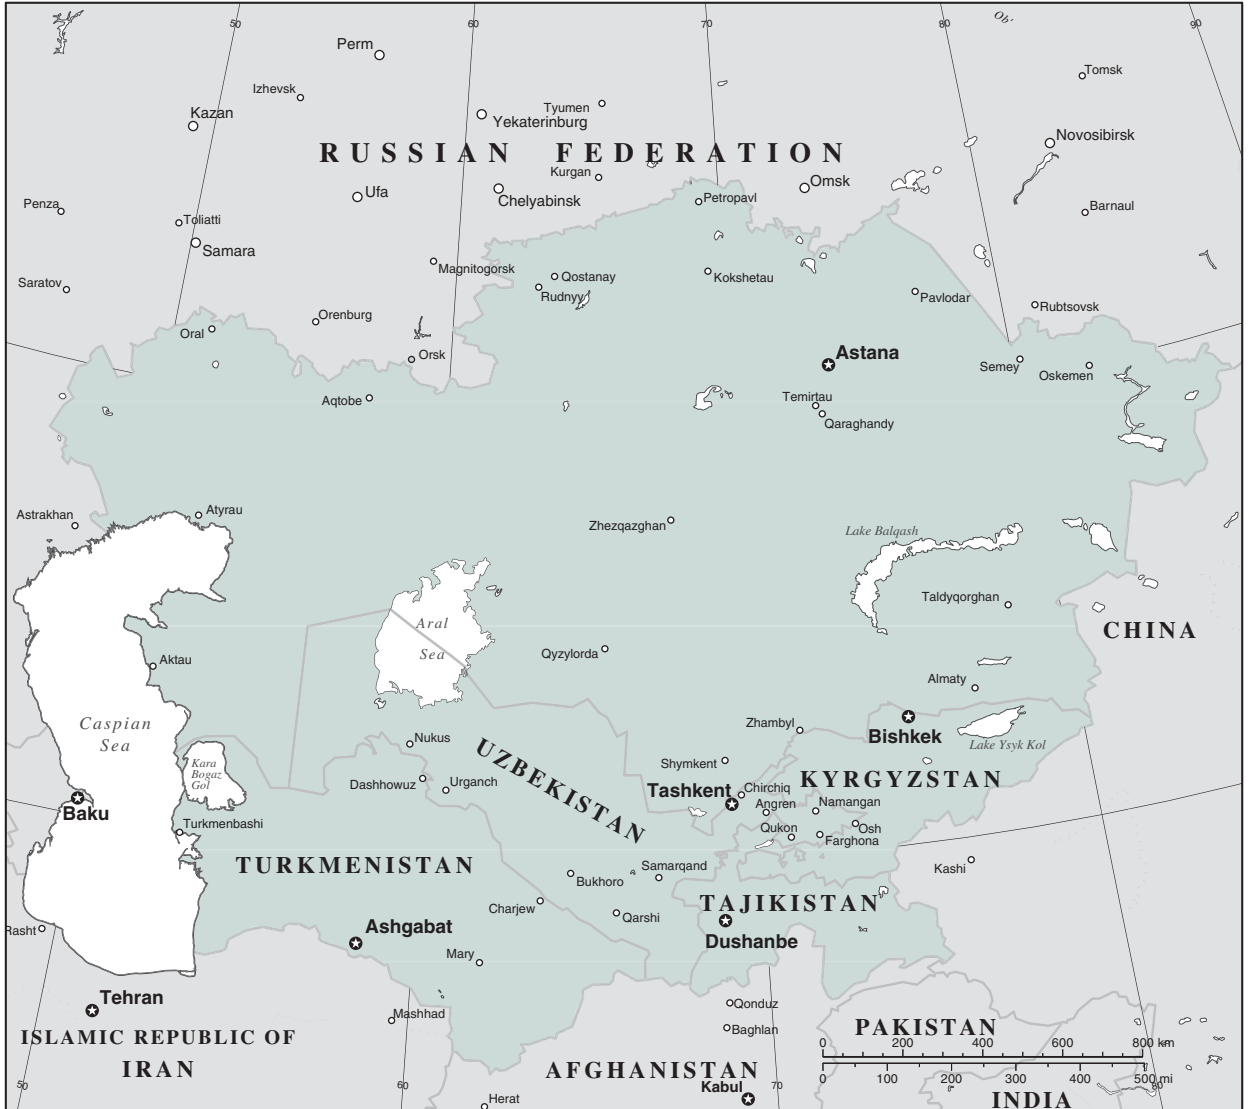 50
60
70
80
90
Ob'
Perm
Izhevsk
Kazan
Tyumen
Yekaterinburg
Tomsk
Novosibirsk
RUSSIAN FEDERATION
Kurgan
Omsk
Ufa
Chelyabinsk
Petropavl
Barnaul
Penza
Toliatti
Samara
Magnitogorsk
Qostanay
Rudnyy
Kokshetau
Saratov
Pavlodar
Rubtsovsk
Orenburg
Oral
Orsk
Astana
Semey
Oskemen
Aqtobe
Temirtau
Qaraghandy
Astrakhan
Atyrau
Zhezqazghan
Lake Balqash
Taldyqorghan
Aral
Sea
CHINA
Qyzylorda
Aktau
Almaty
Caspian
Sea
Zhambyl
Bishkek
Lake Ysyk Kol
Nukus
Kara
Bogaz
Gol
Shymkent
UZBEKISTAN
Dashhowuz
Urganch
Tashkent
Chirchiq
KYRGYZSTAN
Angren
Namangan
Baku
Turkmenbashi
Qukon
Osh
Farghona
TURKMENISTAN
Samarqand
Kashi
Bukhoro
Charjew
Qarshi
TAJIKISTAN
Ashgabat
Dushanbe
Rasht
Mary
Tehran
Mashhad
Qonduz
Baghlan
ISLAMIC REPUBLIC OF
IRAN
PAKISTAN
0 200 400 600 800 km
0 100 200 300 400 500 mi
AFGHANISTAN
Kabul
INDIA
Herat
50
60
70
80